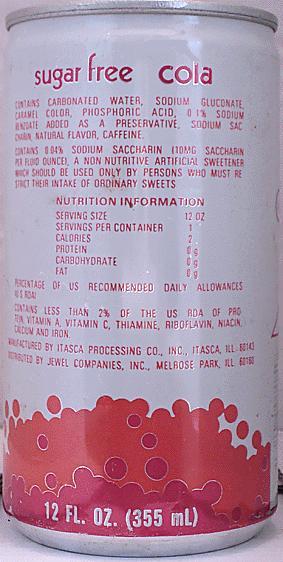 sugar free cola
CONTAINS CARBONATED WATER, SODIUM GLUCONATE,
CARAMEL COLOR, PHOSPHORIC ACID, 0.1% SODIUM
BENZOATE ADDED AS A PRESERVATIVE, SODIUM SAC
CHARIN, NATURAL FLAVOR, CAFFEINE.
CONTAINS 0.04% SODIUM SACCHARIN (10MG SACCHARIN
PER FLUID OUNCE), A NON NUTRITIVE ARTIFICIAL SWEETENER
WHICH SHOULD BE USED ONLY BY PERSONS WHO MUST RE
STRICT THEIR INTAKE OF ORDINARY SWEETS
NUTRITION INFORMATION
SERVING SIZE 12 OZ
SERVINGS PER CONTAINER 1
CALORIES 2
PROTEIN 0 g
CARBOHYDRATE 0 g
FAT 0 g
PERCENTAGE OF US RECOMMENDED DAILY ALLOWANCES
(U S RDA)
CONTAINS LESS THAN 2% OF THE US RDA OF PRO
TEIN, VITAMIN A, VITAMIN C, THIAMINE, RIBOFLAVIN, NIACIN,
CALCIUM AND IRON.
MANUFACTURED BY ITASCA PROCESSING CO., INC., ITASCA, ILL 60143
DISTRIBUTED BY JEWEL COMPANIES, INC., MELROSE PARK, ILL 60160
12 FL. OZ. (355 mL)